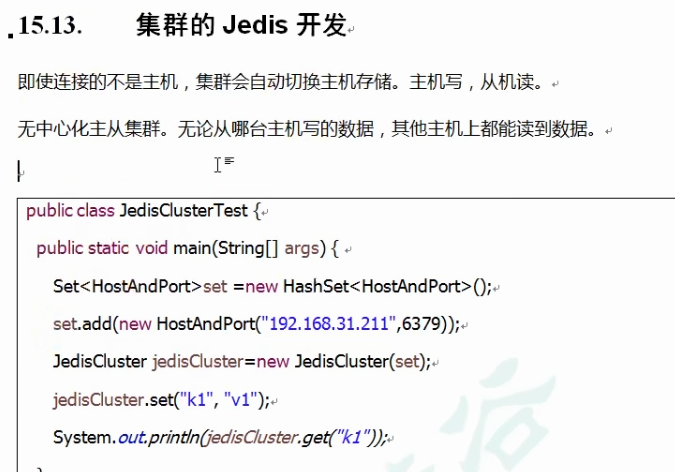 15.13. 集群的 Jedis 开发
即使连接的不是主机，集群会自动切换主机存储。主机写，从机读。
无中心化主从集群。无论从哪台主机写的数据，其他主机上都能读到数据。
public class JedisClusterTest {
public static void main(String[] args) {
Set<HostAndPort>set =new HashSet<HostAndPort>();
set.add(new HostAndPort("192.168.31.211",6379));
JedisCluster jedisCluster=new JedisCluster(set);
jedisCluster.set("k1", "v1");
System.out.println(jedisCluster.get("k1"));